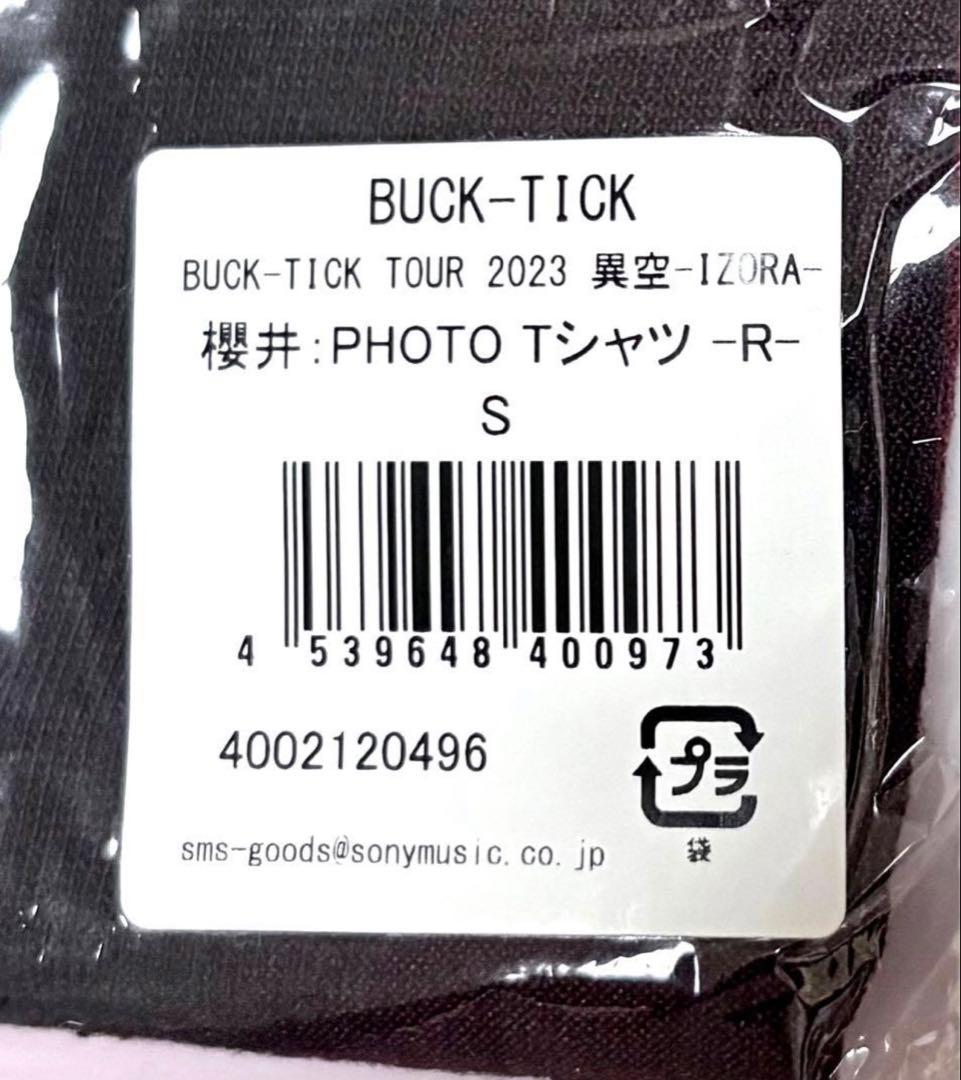 BUCK-TICK
BUCK-TICK TOUR 2023 異空-IZORA-
櫻井:PHOTO Tシャツ -R-
S
4 539648 400973
4002120496
プラ
sms-goods@sonymusic.co.jp
袋